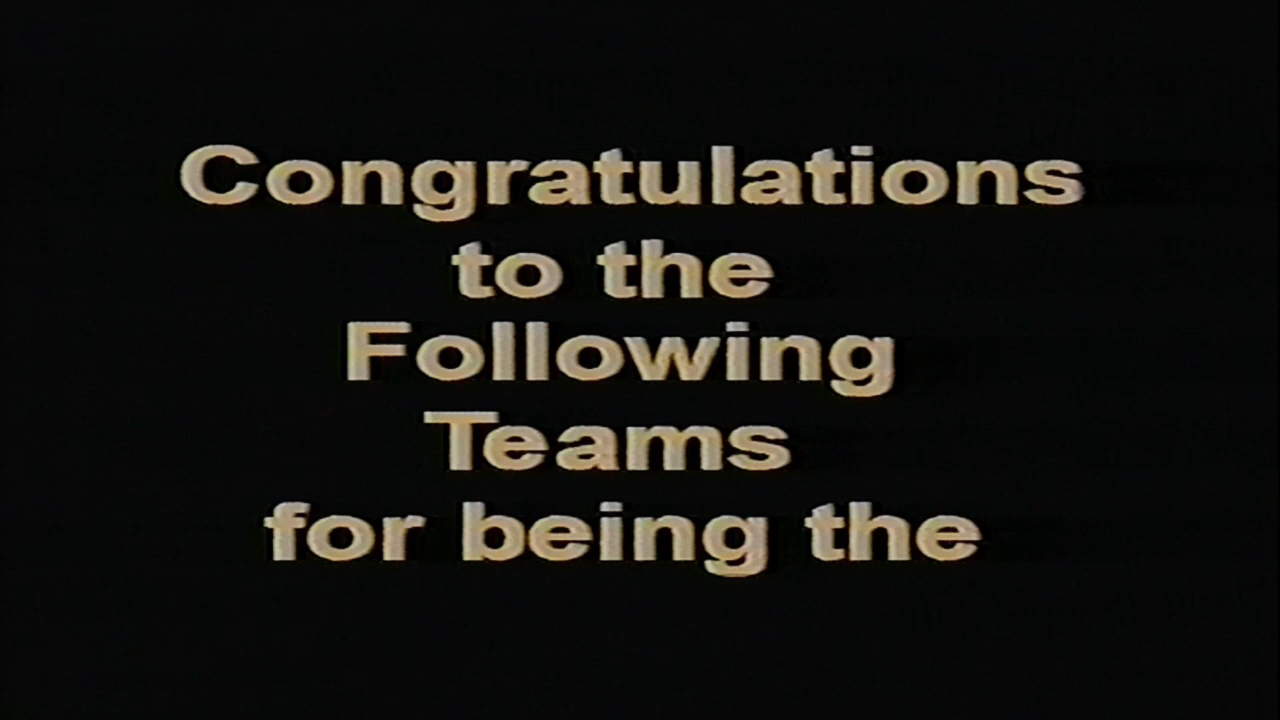 Congratulations
to the
Following
Teams
for being the